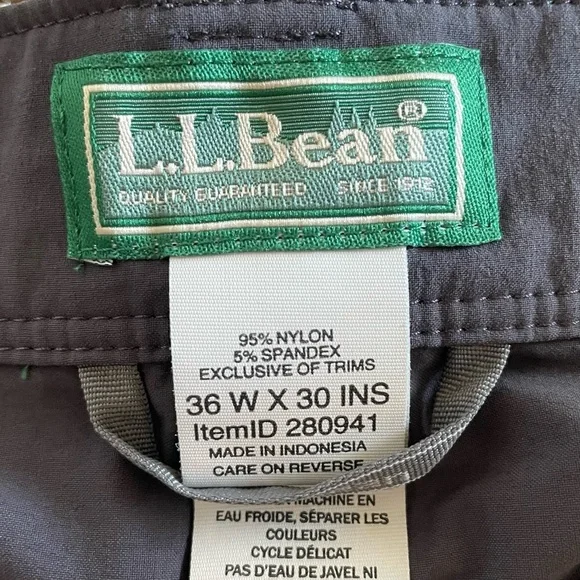 L.L.Bean®
QUALITY GUARANTEED SINCE 1912
95% NYLON
5% SPANDEX
EXCLUSIVE OF TRIMS
36 W X 30 INS
ItemID 280941
MADE IN INDONESIA
CARE ON REVERSE
MACHINE EN
EAU FROIDE, SÉPARER LES
COULEURS
CYCLE DÉLICAT
PAS D'EAU DE JAVEL NI